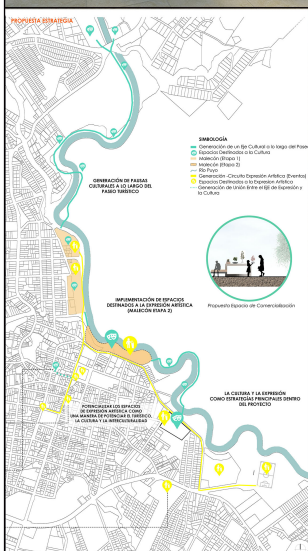 PROPUESTA ESTRATEGIA
SIMBOLOGÍA
Generación de un Eje Cultural a lo largo del Paseo
Espacios Destinados a la Cultura
Malecón (Etapa 1)
Malecón (Etapa 2)
Río Puyo
Generación -Circuito Expresión Artística (Eventos)
Espacios Destinados a la Expresion Artistica
Generación de Unión Entre el Eje de Expresión y
la Cultura
GENERACIÓN DE PAUSAS
CULTURALES A LO LARGO DEL
PASEO TURÍSTICO
Propuesta Espacio de Comercialización
IMPLEMENTACIÓN DE ESPACIOS
DESTINADOS A LA EXPRESIÓN ARTÍSTICA
(MALECÓN ETAPA 2)
LA CULTURA Y LA EXPRESIÓN
COMO ESTRATEGIAS PRINCIPALES DENTRO
DEL PROYECTO
POTENCIALIZAR LOS ESPACIOS
DE EXPRESIÓN ARTÍSTICA COMO
UNA MANERA DE POTENCIAR EL TURÍSTICO,
LA CULTURA Y LA INTERCULTURALIDAD